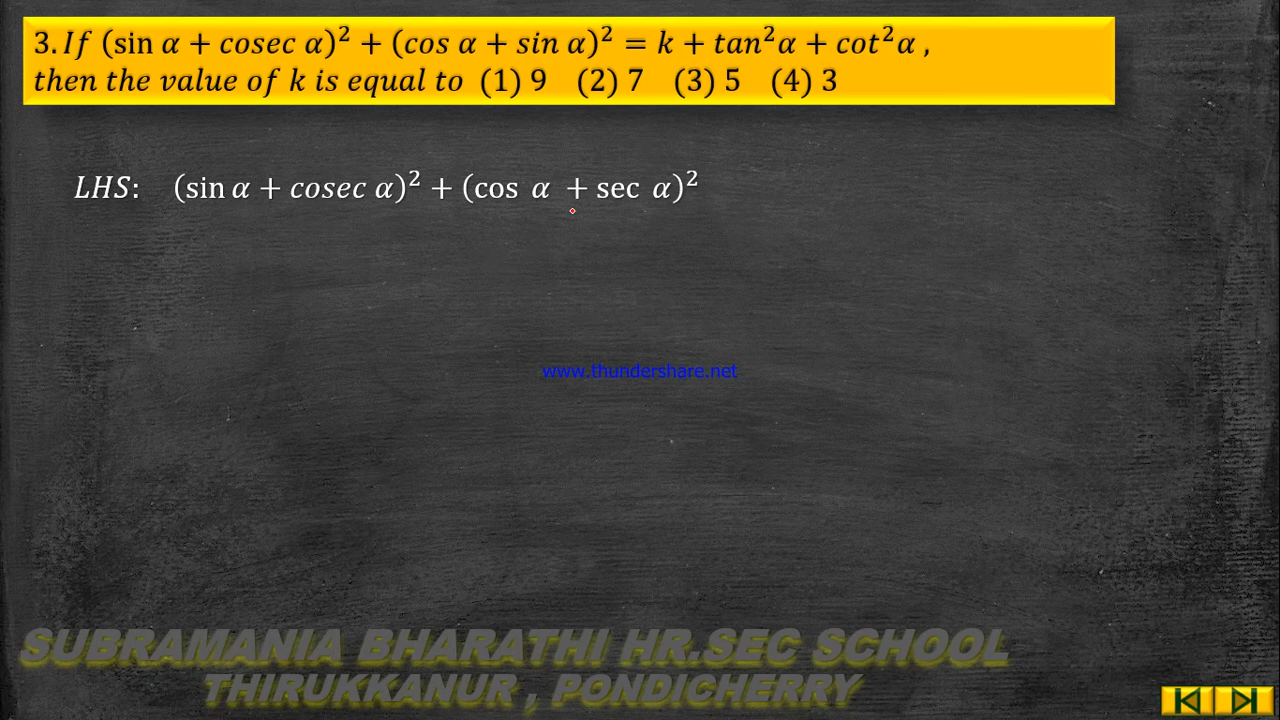 3. If (sin α + cosec α)² + (cos α + sin α)² = k + tan²α + cot²α ,
then the value of k is equal to (1) 9 (2) 7 (3) 5 (4) 3
LHS: (sin α + cosec α)² + (cos α + sec α)²
www.thundershare.net
SUBRAMANIA BHARATHI HR.SEC SCHOOL
THIRUKKANUR , PONDICHERRY